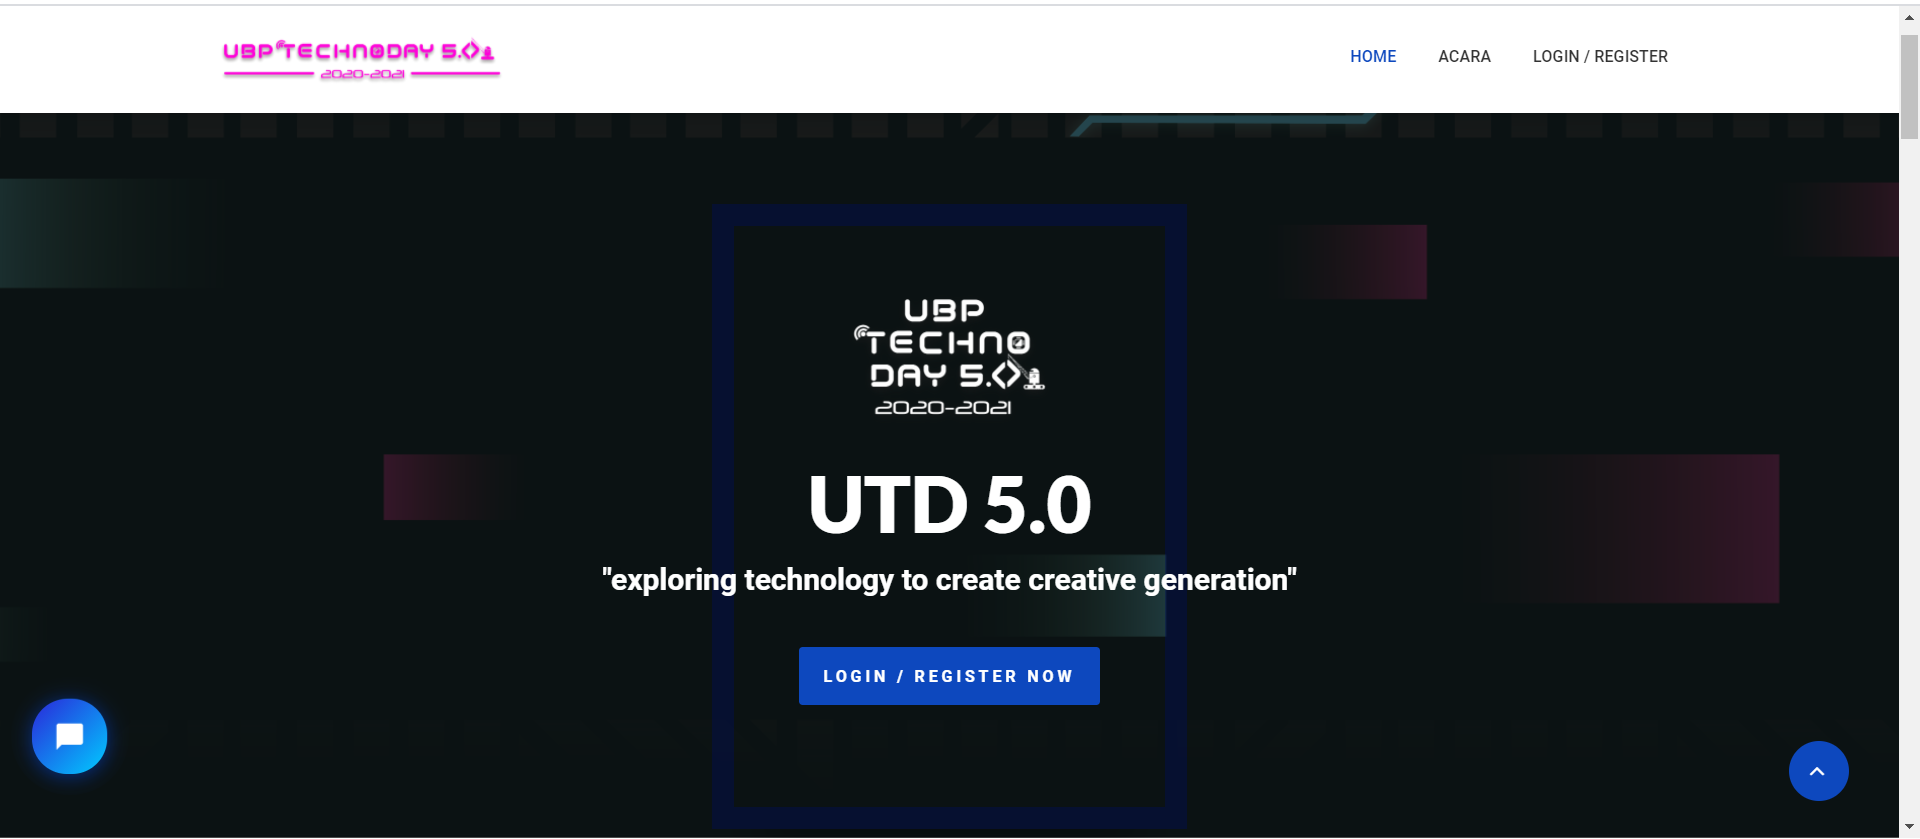 UBP TECHNODAY 5.0
2020-2021
HOME
ACARA
LOGIN / REGISTER
UBP
TECHNO
DAY 5.0
2020-2021
UTD 5.0
"exploring technology to create creative generation"
LOGIN / REGISTER NOW